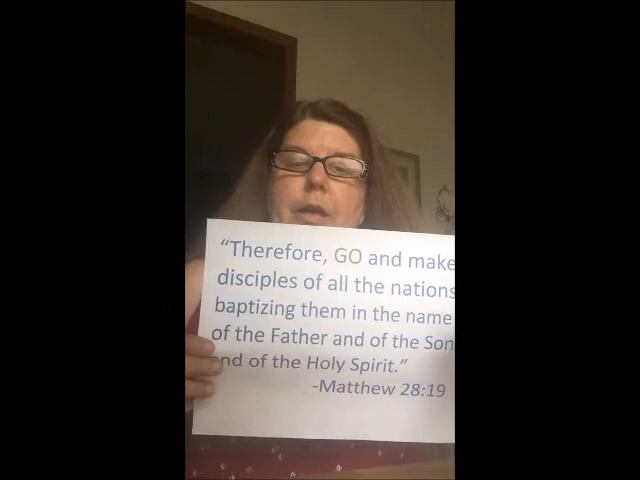 “Therefore, GO and make
disciples of all the nations
baptizing them in the name
of the Father and of the Son
and of the Holy Spirit.”
-Matthew 28:19